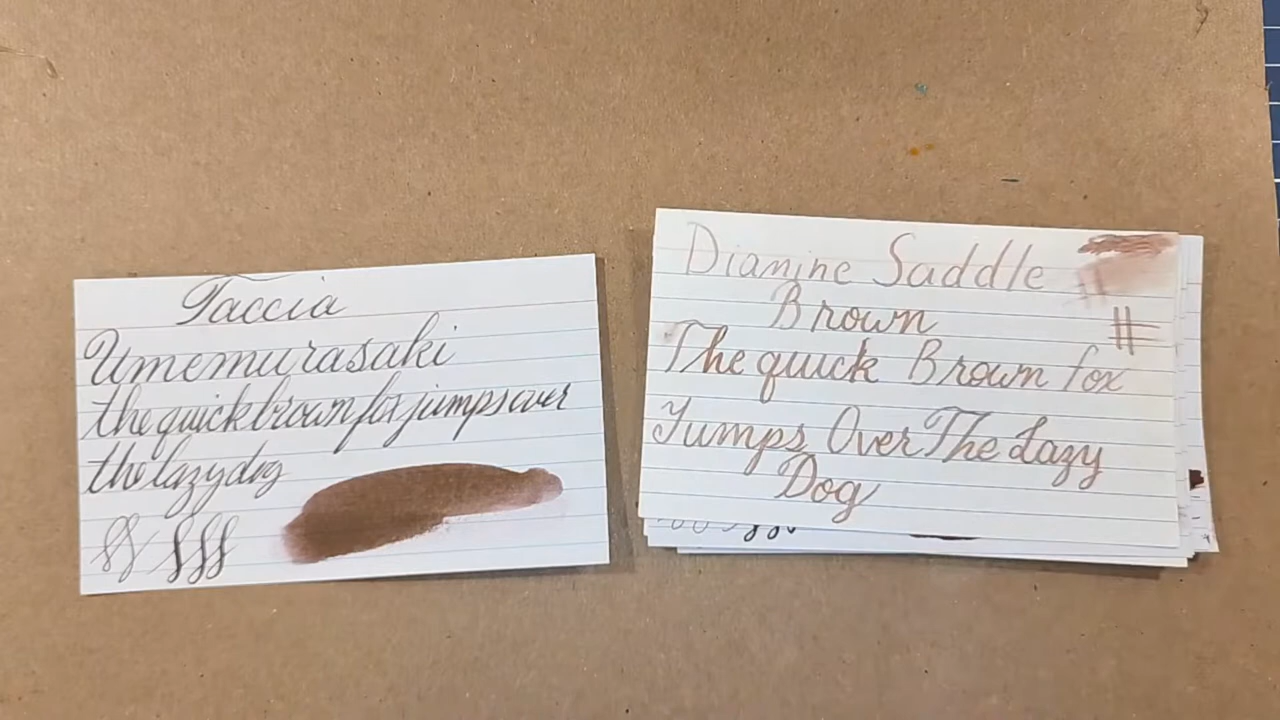 Taccia
Umemurasaki
the quick brown fox jumps over
the lazy dog
Diamine Saddle
Brown
The quick Brown fox
Jumps Over The Lazy
Dog